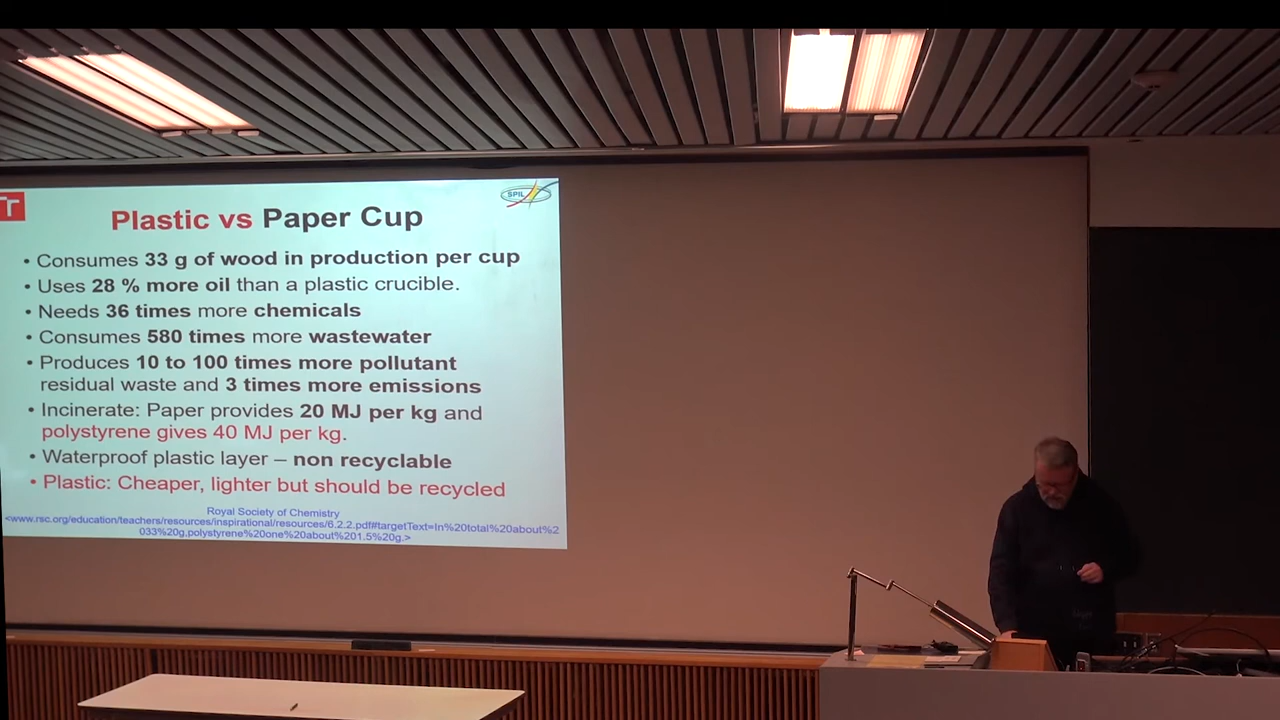 T
SPIL
Plastic vs Paper Cup
• Consumes 33 g of wood in production per cup
• Uses 28 % more oil than a plastic crucible.
• Needs 36 times more chemicals
• Consumes 580 times more wastewater
• Produces 10 to 100 times more pollutant
residual waste and 3 times more emissions
• Incinerate: Paper provides 20 MJ per kg and
polystyrene gives 40 MJ per kg.
• Waterproof plastic layer – non recyclable
• Plastic: Cheaper, lighter but should be recycled
Royal Society of Chemistry
<www.rsc.org/education/teachers/resources/inspirational/resources/6.2.2.pdf#targetText=In%20total%20about%2
033%20g,polystyrene%20one%20about%201.5%20g.>